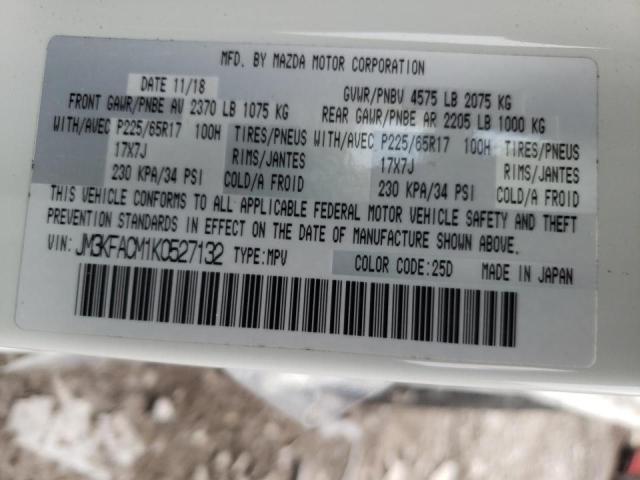 MFD. BY MAZDA MOTOR CORPORATION
DATE 11/18 GVWR/PNBV 4575 LB 2075 KG
FRONT GAWR/PNBE AV 2370 LB 1075 KG REAR GAWR/PNBE AR 2205 LB 1000 KG
WITH/AVEC P225/65R17 100H TIRES/PNEUS WITH/AVEC P225/65R17 100H TIRES/PNEUS
17X7J RIMS/JANTES 17X7J RIMS/JANTES
230 KPA/34 PSI COLD/A FROID 230 KPA/34 PSI COLD/A FROID
THIS VEHICLE CONFORMS TO ALL APPLICABLE FEDERAL MOTOR VEHICLE SAFETY AND THEFT
PREVENTION STANDARDS IN EFFECT ON THE DATE OF MANUFACTURE SHOWN ABOVE.
VIN: JM3KFACM1K0527132 TYPE:MPV COLOR CODE:25D MADE IN JAPAN